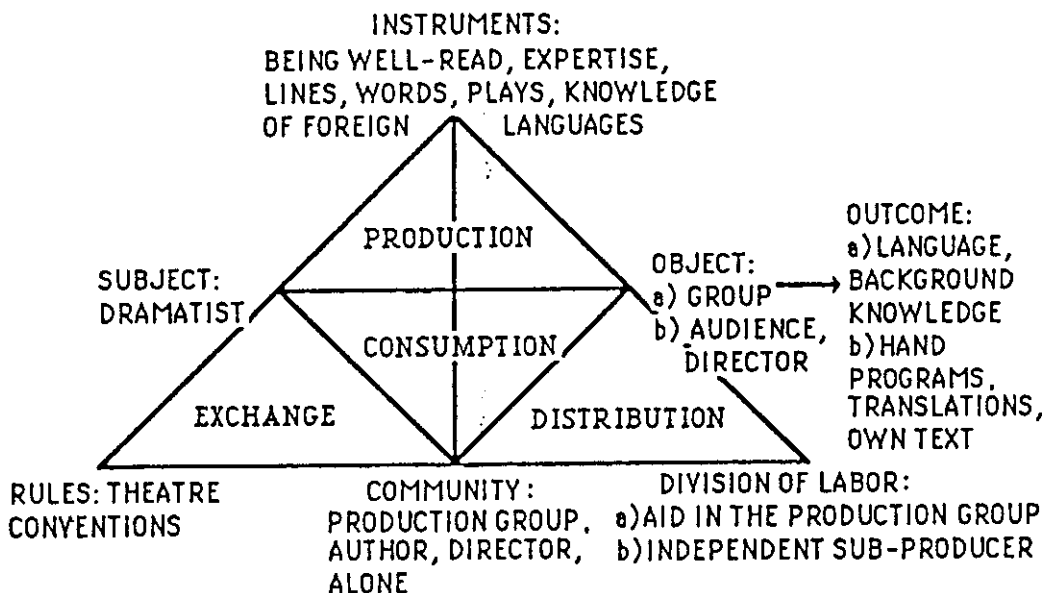 INSTRUMENTS:
BEING WELL-READ, EXPERTISE,
LINES, WORDS, PLAYS, KNOWLEDGE
OF FOREIGN LANGUAGES
PRODUCTION
SUBJECT:
DRAMATIST
OBJECT:
a) GROUP
b) AUDIENCE,
DIRECTOR
OUTCOME:
a) LANGUAGE,
BACKGROUND
KNOWLEDGE
b) HAND
PROGRAMS,
TRANSLATIONS,
OWN TEXT
CONSUMPTION
EXCHANGE
DISTRIBUTION
RULES: THEATRE
CONVENTIONS
COMMUNITY:
PRODUCTION GROUP,
AUTHOR, DIRECTOR,
ALONE
DIVISION OF LABOR:
a) AID IN THE PRODUCTION GROUP
b) INDEPENDENT SUB-PRODUCER